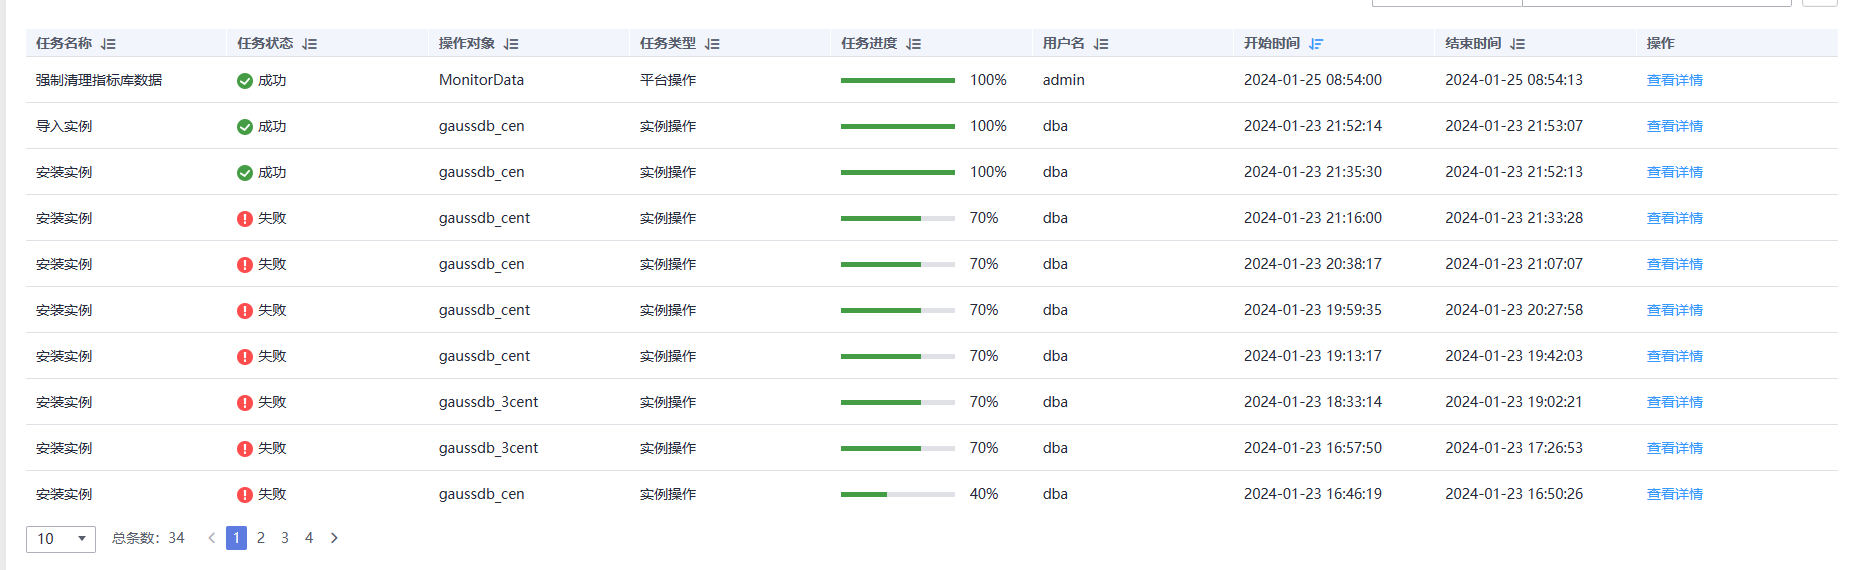 任务名称 任务状态 操作对象 任务类型 任务进度 用户名 开始时间 结束时间 操作
强制清理指标库数据 成功 MonitorData 平台操作 100% admin 2024-01-25 08:54:00 2024-01-25 08:54:13 查看详情
导入实例 成功 gaussdb_cen 实例操作 100% dba 2024-01-23 21:52:14 2024-01-23 21:53:07 查看详情
安装实例 成功 gaussdb_cen 实例操作 100% dba 2024-01-23 21:35:30 2024-01-23 21:52:13 查看详情
安装实例 失败 gaussdb_cent 实例操作 70% dba 2024-01-23 21:16:00 2024-01-23 21:33:28 查看详情
安装实例 失败 gaussdb_cen 实例操作 70% dba 2024-01-23 20:38:17 2024-01-23 21:07:07 查看详情
安装实例 失败 gaussdb_cent 实例操作 70% dba 2024-01-23 19:59:35 2024-01-23 20:27:58 查看详情
安装实例 失败 gaussdb_cent 实例操作 70% dba 2024-01-23 19:13:17 2024-01-23 19:42:03 查看详情
安装实例 失败 gaussdb_3cent 实例操作 70% dba 2024-01-23 18:33:14 2024-01-23 19:02:21 查看详情
安装实例 失败 gaussdb_3cent 实例操作 70% dba 2024-01-23 16:57:50 2024-01-23 17:26:53 查看详情
安装实例 失败 gaussdb_cen 实例操作 40% dba 2024-01-23 16:46:19 2024-01-23 16:50:26 查看详情
10 总条数：34 < 1 2 3 4 >